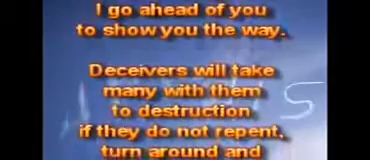 I go ahead of you
to show you the way.
Deceivers will take
many with them
to destruction
if they do not repent,
turn around and